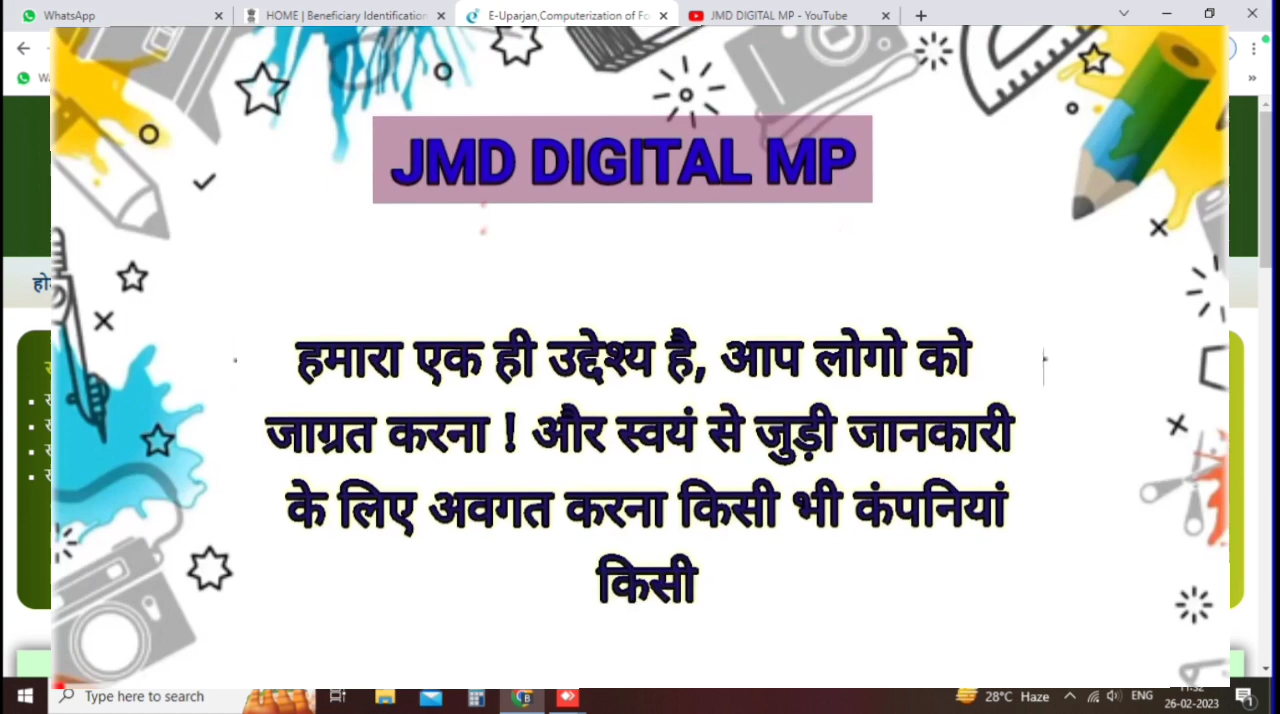 WhatsApp
HOME | Beneficiary Identification
E-Uparjan,Computerization of Fo
JMD DIGITAL MP - YouTube
JMD DIGITAL MP
हमारा एक ही उद्देश्य है, आप लोगो को
जाग्रत करना ! और स्वयं से जुड़ी जानकारी
के लिए अवगत करना किसी भी कंपनियां
किसी
Type here to search
28°C Haze
ENG
26-02-2023